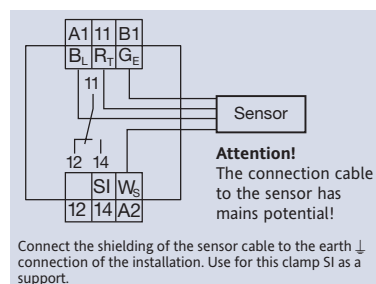 A1 11 B1
BL RT GE
11
Sensor
12 14
SI WS
12 14 A2
Attention!
The connection cable
to the sensor has
mains potential!
Connect the shielding of the sensor cable to the earth ⏚
connection of the installation. Use for this clamp SI as a
support.